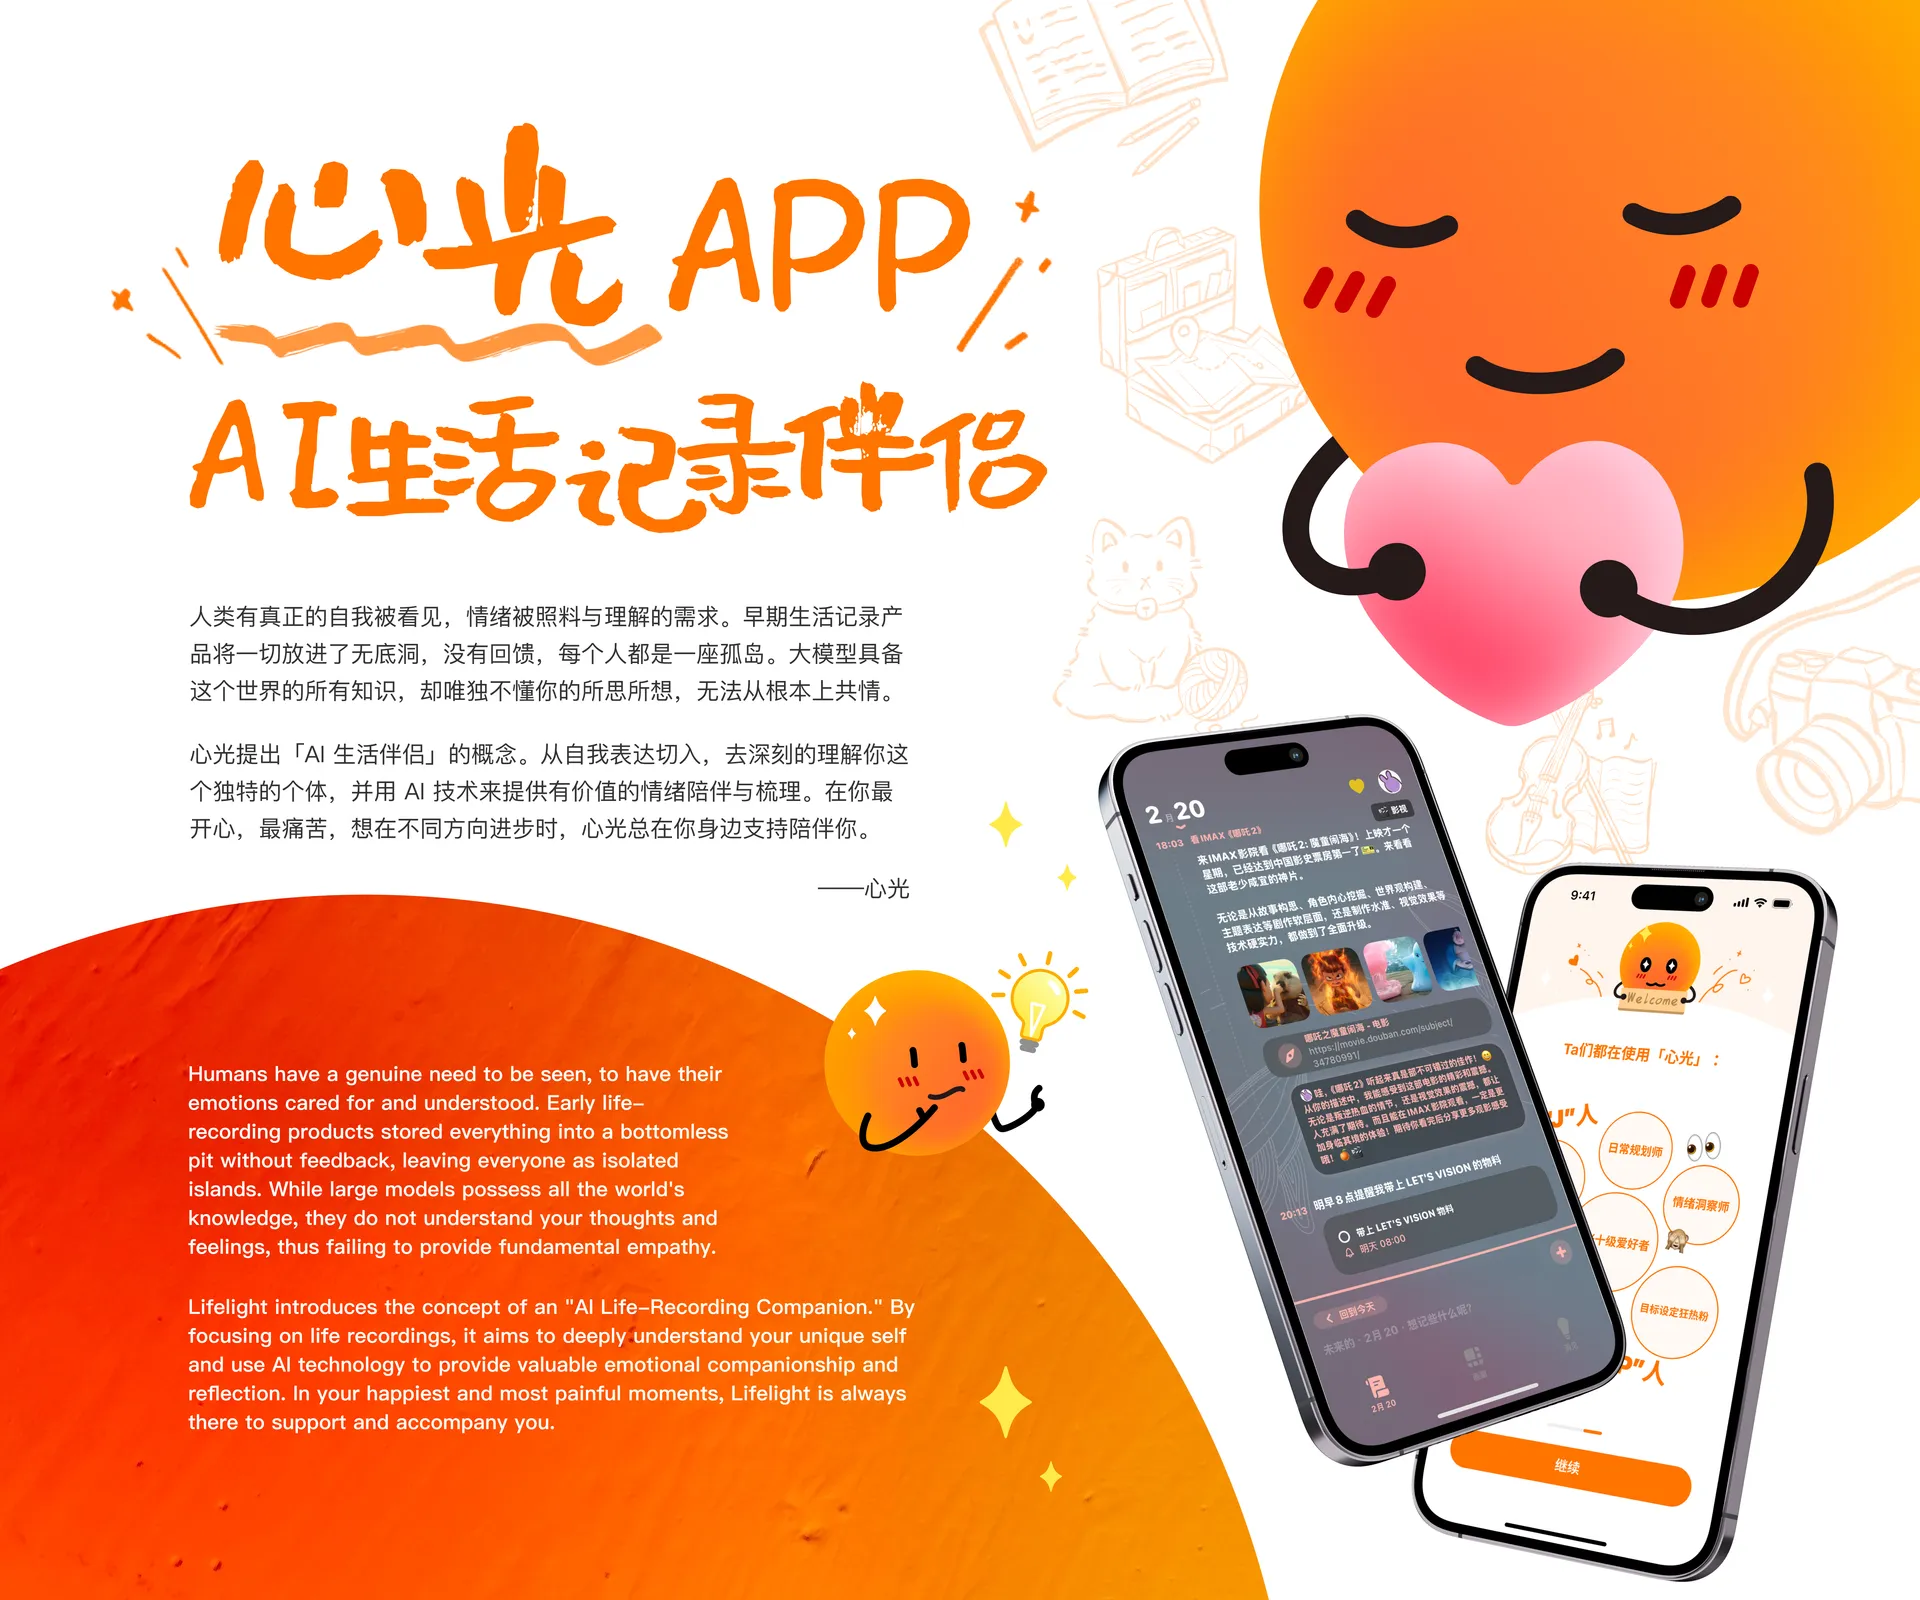 心光 APP
AI生活记录伴侣
人类有真正的自我被看见，情绪被照料与理解的需求。早期生活记录产
品将一切放进了无底洞，没有回馈，每个人都是一座孤岛。大模型具备
这个世界的所有知识，却唯独不懂你的所思所想，无法从根本上共情。
心光提出「AI 生活伴侣」的概念。从自我表达切入，去深刻的理解你这
个独特的个体，并用 AI 技术来提供有价值的情绪陪伴与梳理。在你最
开心，最痛苦，想在不同方向进步时，心光总在你身边支持陪伴你。
——心光
Humans have a genuine need to be seen, to have their
emotions cared for and understood. Early life-
recording products stored everything into a bottomless
pit without feedback, leaving everyone as isolated
islands. While large models possess all the world's
knowledge, they do not understand your thoughts and
feelings, thus failing to provide fundamental empathy.
Lifelight introduces the concept of an "AI Life-Recording Companion." By
focusing on life recordings, it aims to deeply understand your unique self
and use AI technology to provide valuable emotional companionship and
reflection. In your happiest and most painful moments, Lifelight is always
there to support and accompany you.
2月20
影视
18:03 看IMAX《哪吒2》
来IMAX影院看《哪吒2: 魔童闹海》！上映才一个
星期，已经达到中国影史票房第一了🎫。来看看
这部老少咸宜的神片。
无论是从故事构思、角色内心挖掘、世界观构建、
主题表达等剧作软层面，还是制作水准、视觉效果等
技术硬实力，都做到了全面升级。
哪吒之魔童闹海 - 电影
https://movie.douban.com/subject/
34780991/
哇，《哪吒2》听起来真是部不可错过的佳作！😄
从你的描述中，我能感受到这部电影的精彩和震撼。
无论是叛逆热血的情节，还是视觉效果的震撼，都让
人充满了期待，而且能在IMAX影院观看，一定是更
加身临其境的体验！期待你看完后分享更多观影感受
哦！
20:13 明早8点提醒我带上LET'S VISION的物料
带上LET'S VISION 物料
明天 08:00
回到今天
未来的 · 2月20 · 想记些什么呢？
2月 20
9:41
Welcome
Ta们都在使用「心光」：
J"人
日常规划师
情绪洞察师
十级爱好者
目标设定狂热粉
P"人
继续